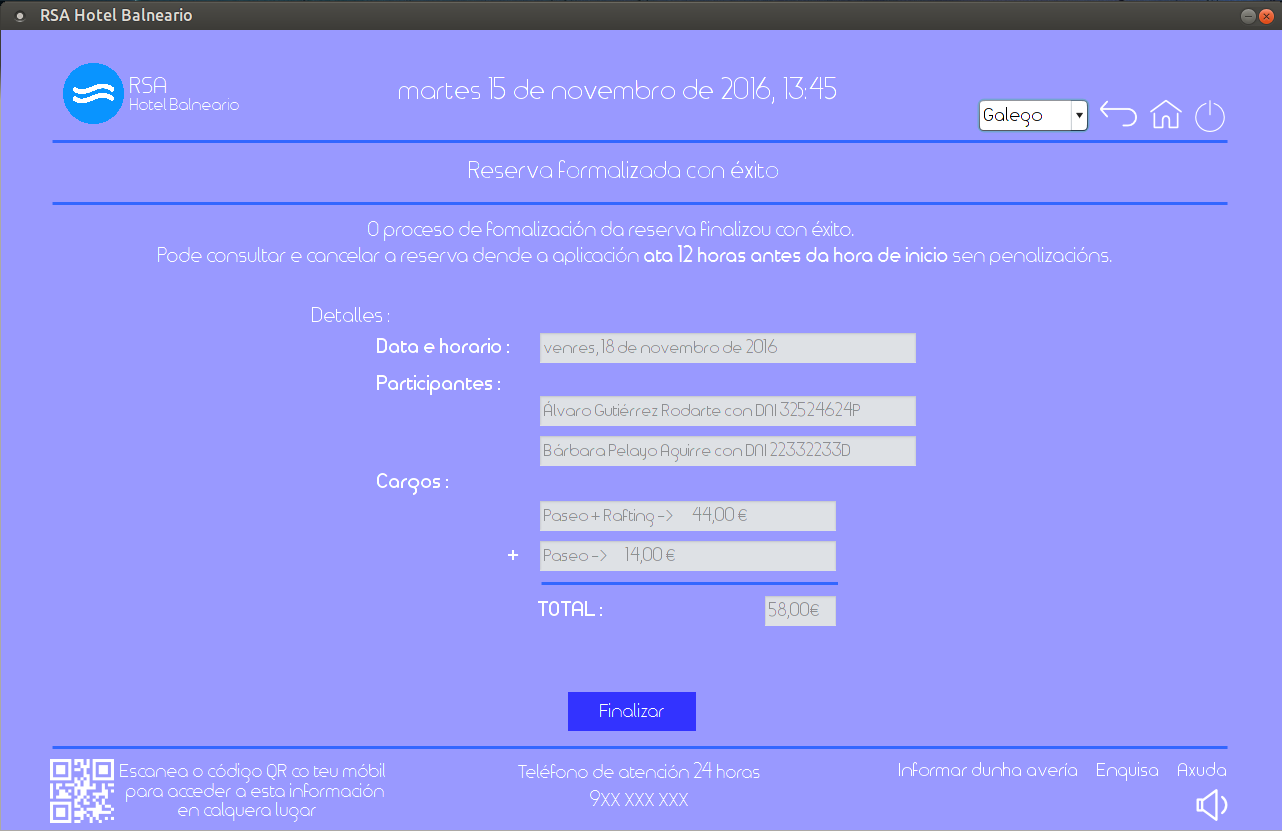 RSA Hotel Balneario
RSA
Hotel Balneario
martes 15 de novembro de 2016, 13:45
Galego
Reserva formalizada con éxito
O proceso de fomalización da reserva finalizou con éxito.
Pode consultar e cancelar a reserva dende a aplicación ata 12 horas antes da hora de inicio sen penalizacións.
Detalles :
Data e horario : venres, 18 de novembro de 2016
Participantes :
Álvaro Gutiérrez Rodarte con DNI 32524624P
Bárbara Pelayo Aguirre con DNI 22332233D
Cargos :
Paseo + Rafting -> 44,00 €
+ Paseo -> 14,00 €
TOTAL : 58,00€
Finalizar
Escanea o código QR co teu móbil
para acceder a esta información
en calquera lugar
Teléfono de atención 24 horas
9XX XXX XXX
Informar dunha avería Enquisa Axuda